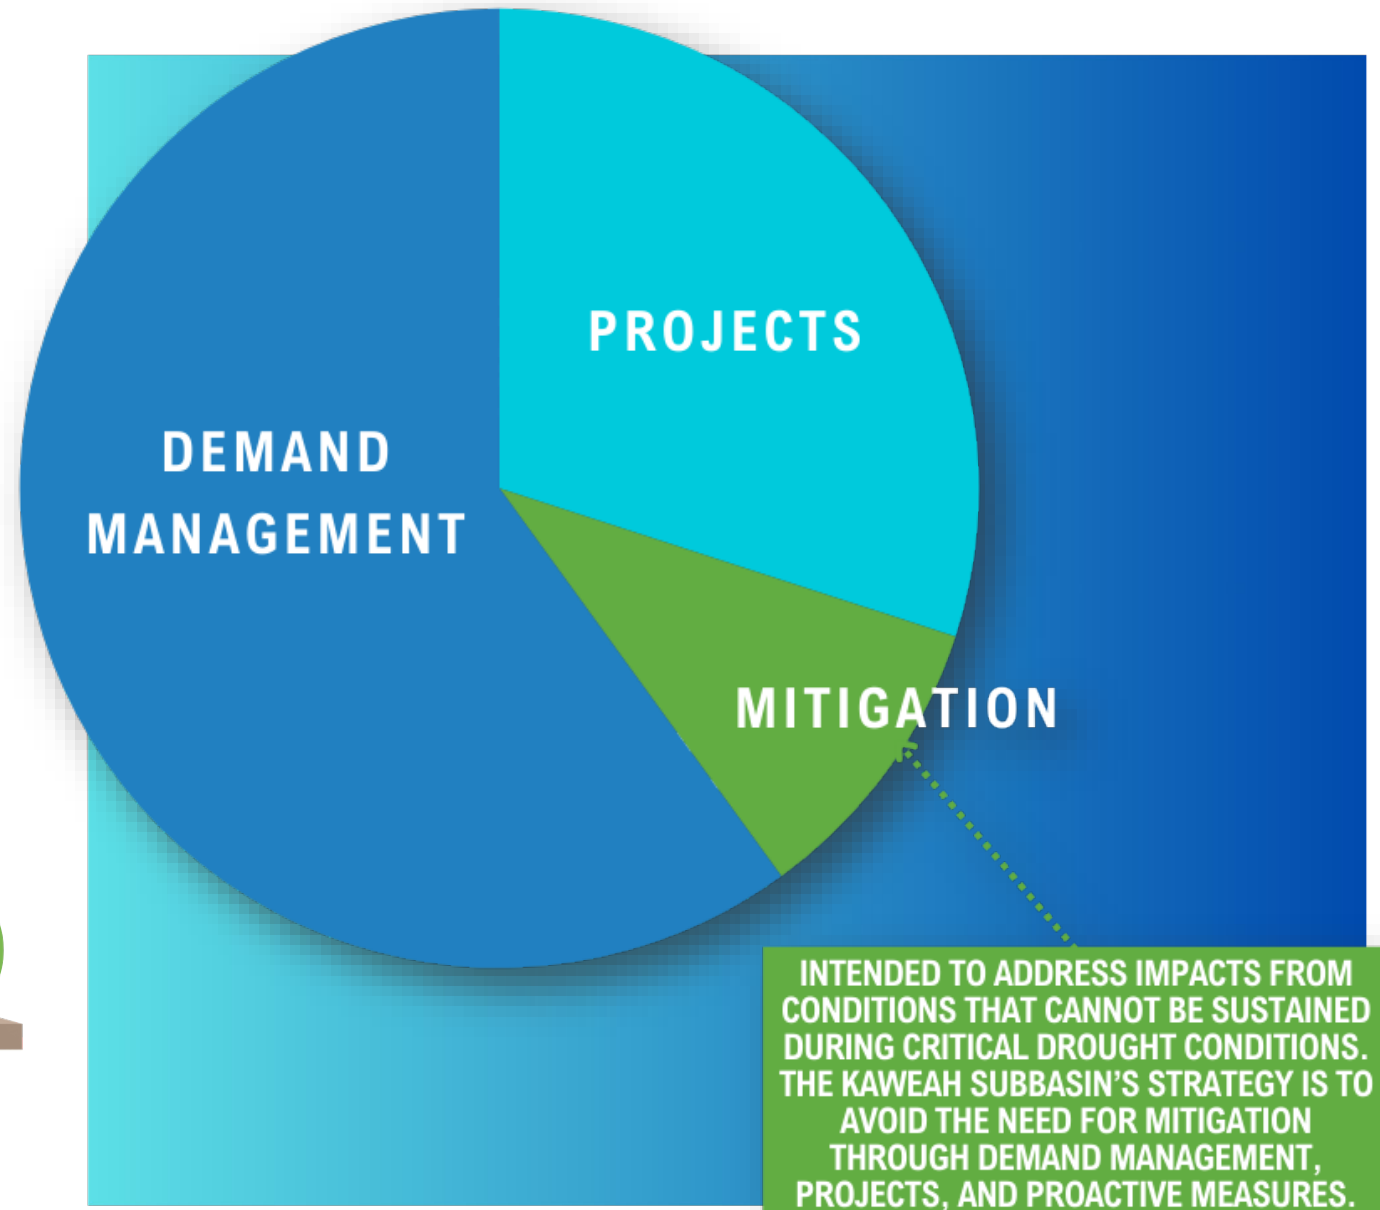 PROJECTS
DEMAND
MANAGEMENT
MITIGATION
INTENDED TO ADDRESS IMPACTS FROM
CONDITIONS THAT CANNOT BE SUSTAINED
DURING CRITICAL DROUGHT CONDITIONS.
THE KAWEAH SUBBASIN'S STRATEGY IS TO
AVOID THE NEED FOR MITIGATION
THROUGH DEMAND MANAGEMENT,
PROJECTS, AND PROACTIVE MEASURES.